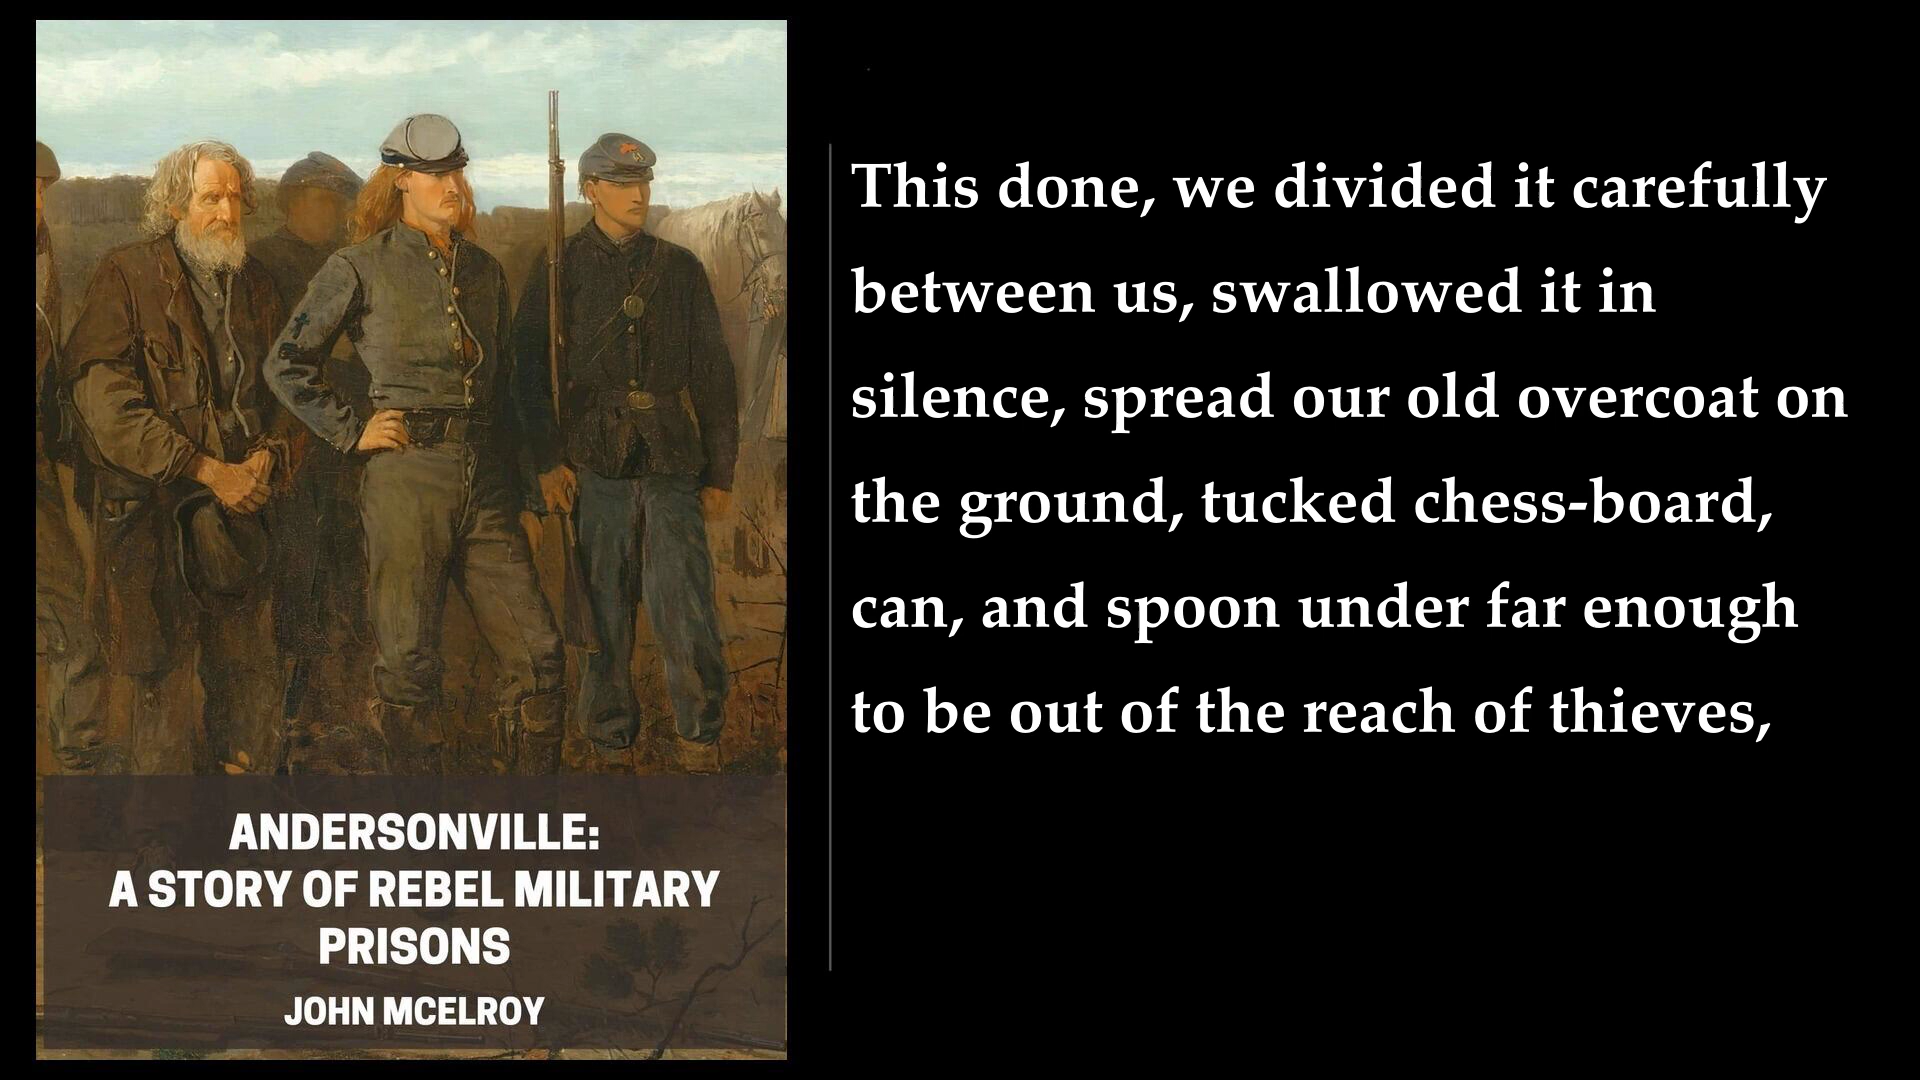 This done, we divided it carefully
between us, swallowed it in
silence, spread our old overcoat on
the ground, tucked chess-board,
can, and spoon under far enough
to be out of the reach of thieves,
ANDERSONVILLE:
A STORY OF REBEL MILITARY
PRISONS
JOHN MCELROY